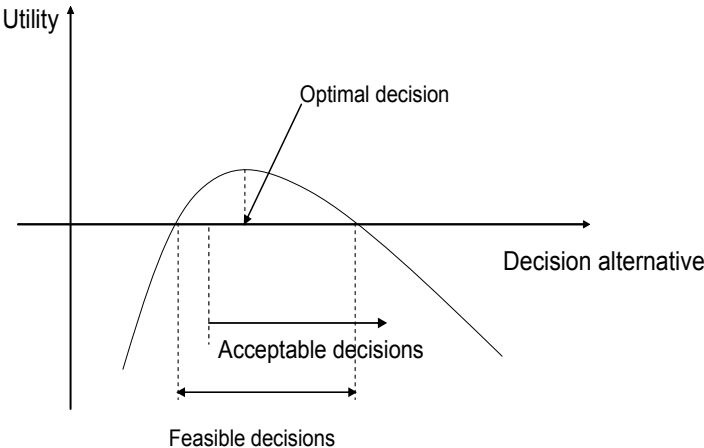 Utility
Optimal decision
Decision alternative
Acceptable decisions
Feasible decisions